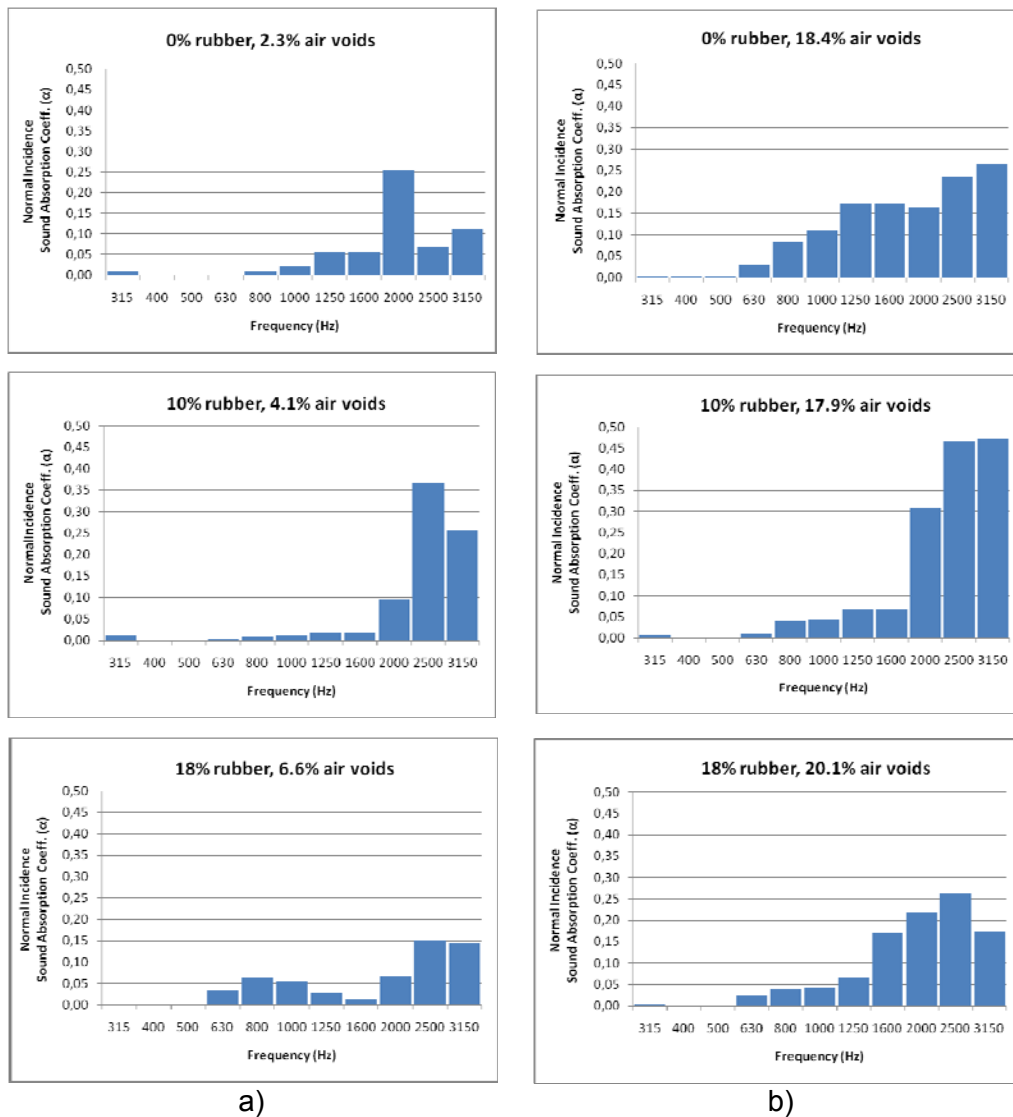 0% rubber, 2.3% air voids
Normal Incidence
Sound Absorption Coeff. (α)
0,50
0,45
0,40
0,35
0,30
0,25
0,20
0,15
0,10
0,05
0,00
315 400 500 630 800 1000 1250 1600 2000 2500 3150
Frequency (Hz)
0% rubber, 18.4% air voids
Normal Incidence
Sound Absorption Coeff. (α)
0,50
0,45
0,40
0,35
0,30
0,25
0,20
0,15
0,10
0,05
0,00
315 400 500 630 800 1000 1250 1600 2000 2500 3150
Frequency (Hz)
10% rubber, 4.1% air voids
Normal Incidence
Sound Absorption Coeff. (α)
0,50
0,45
0,40
0,35
0,30
0,25
0,20
0,15
0,10
0,05
0,00
315 400 500 630 800 1000 1250 1600 2000 2500 3150
Frequency (Hz)
10% rubber, 17.9% air voids
Normal Incidence
Sound Absorption Coeff. (α)
0,50
0,45
0,40
0,35
0,30
0,25
0,20
0,15
0,10
0,05
0,00
315 400 500 630 800 1000 1250 1600 2000 2500 3150
Frequency (Hz)
18% rubber, 6.6% air voids
Normal Incidence
Sound Absorption Coeff. (α)
0,50
0,45
0,40
0,35
0,30
0,25
0,20
0,15
0,10
0,05
0,00
315 400 500 630 800 1000 1250 1600 2000 2500 3150
Frequency (Hz)
18% rubber, 20.1% air voids
Normal Incidence
Sound Absorption Coeff. (α)
0,50
0,45
0,40
0,35
0,30
0,25
0,20
0,15
0,10
0,05
0,00
315 400 500 630 800 1000 1250 1600 2000 2500 3150
Frequency (Hz)
a)
b)